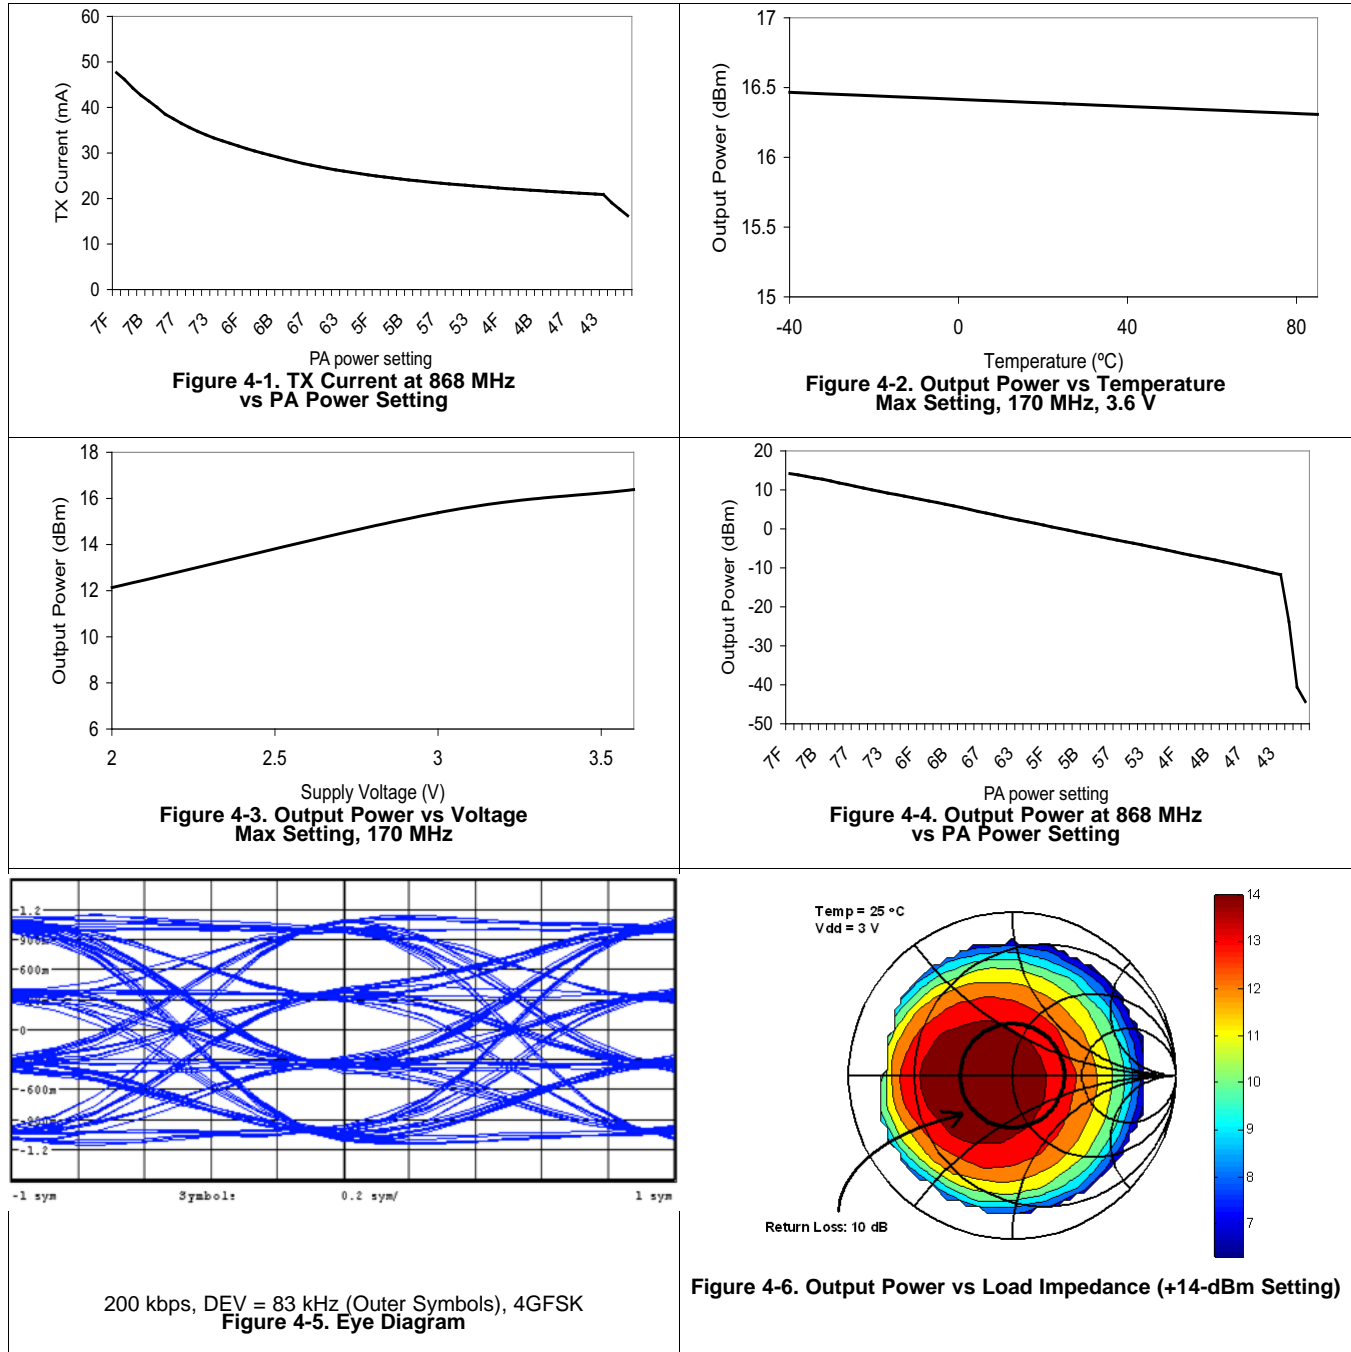 60
50
40
30
20
10
0
TX Current (mA)
7F 7B 77 73 6F 6B 67 63 5F 5B 57 53 4F 4B 47 43
PA power setting
Figure 4-1. TX Current at 868 MHz
vs PA Power Setting
17
16.5
16
15.5
15
Output Power (dBm)
-40 0 40 80
Temperature (ºC)
Figure 4-2. Output Power vs Temperature
Max Setting, 170 MHz, 3.6 V
18
16
14
12
10
8
6
Output Power (dBm)
2 2.5 3 3.5
Supply Voltage (V)
Figure 4-3. Output Power vs Voltage
Max Setting, 170 MHz
20
10
0
-10
-20
-30
-40
-50
Output Power (dBm)
7F 7B 77 73 6F 6B 67 63 5F 5B 57 53 4F 4B 47 43
PA power setting
Figure 4-4. Output Power at 868 MHz
vs PA Power Setting
1.2
900m
600m
0
-600m
-900m
-1.2
-1 sym Symbol: 0.2 sym/ 1 sym
200 kbps, DEV = 83 kHz (Outer Symbols), 4GFSK
Figure 4-5. Eye Diagram
Temp = 25 ºC
Vdd = 3 V
Return Loss: 10 dB
14
13
12
11
10
9
8
7
Figure 4-6. Output Power vs Load Impedance (+14-dBm Setting)